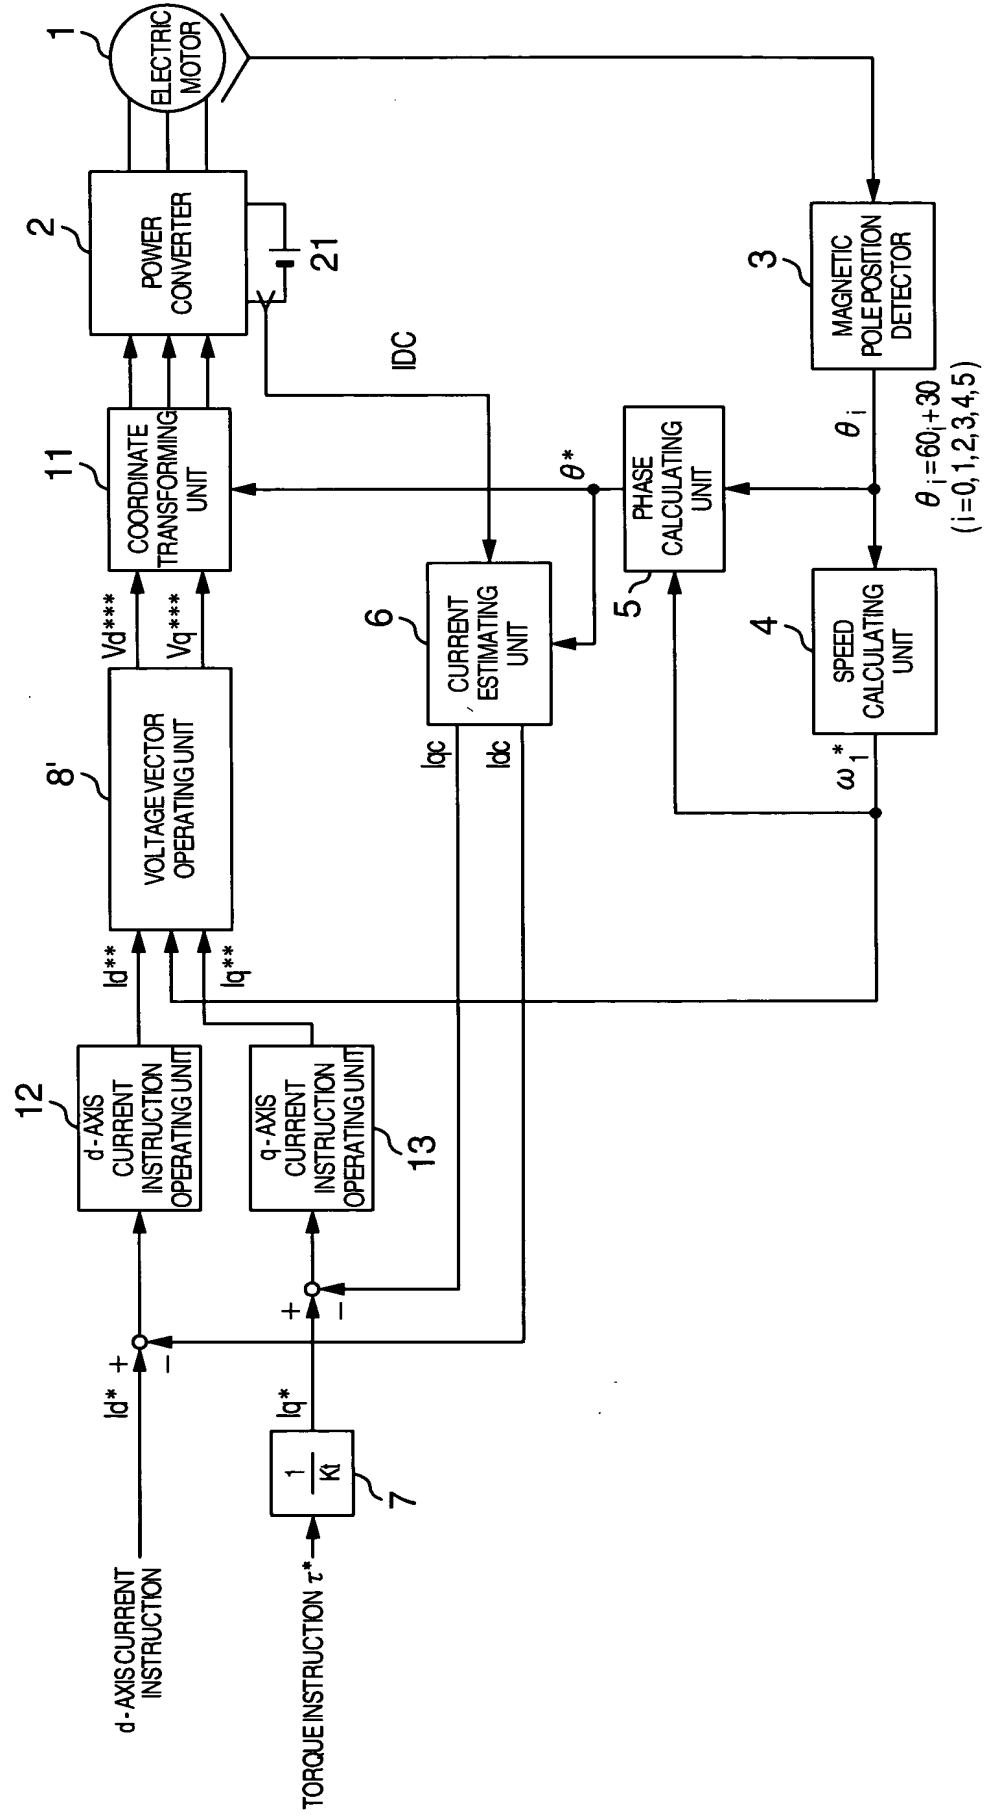 d-AXIS CURRENT
INSTRUCTION
Id*
+
−
12
d-AXIS
CURRENT
INSTRUCTION
OPERATING UNIT
Id**
TORQUE INSTRUCTION τ*
1
Kt
7
Iq*
+
−
q-AXIS
CURRENT
INSTRUCTION
OPERATING UNIT
13
Iq**
8'
VOLTAGE VECTOR
OPERATING UNIT
Vd***
Vq***
11
COORDINATE
TRANSFORMING
UNIT
2
POWER
CONVERTER
21
1
ELECTRIC
MOTOR
IDC
6
CURRENT
ESTIMATING
UNIT
Iqc
Idc
θ*
5
PHASE
CALCULATING
UNIT
4
SPEED
CALCULATING
UNIT
ω1*
3
MAGNETIC
POLE POSITION
DETECTOR
θi
θi=60i+30
(i=0,1,2,3,4,5)